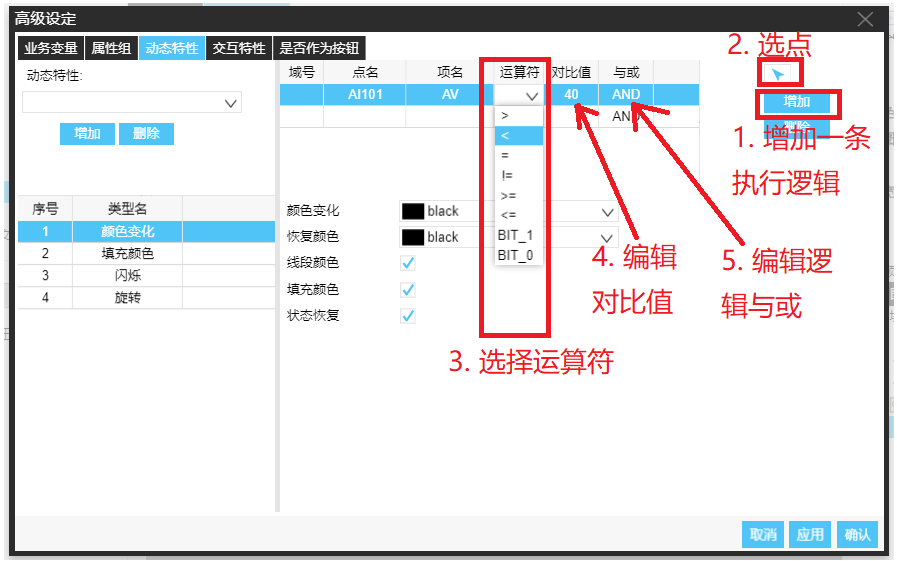 高级设定
业务变量 属性组 动态特性 交互特性 是否作为按钮
2. 选点
动态特性:
域号 点名 项名 运算符 对比值 与或
AI101 AV 40 AND
AND
增加
删除
增加 删除
1. 增加一条
执行逻辑
>
<
=
!=
>=
<=
BIT_1
BIT_0
序号 类型名
1 颜色变化
2 填充颜色
3 闪烁
4 旋转
颜色变化 black
恢复颜色 black
线段颜色
填充颜色
状态恢复
4. 编辑
对比值
5. 编辑逻
辑与或
3. 选择运算符
取消 应用 确认